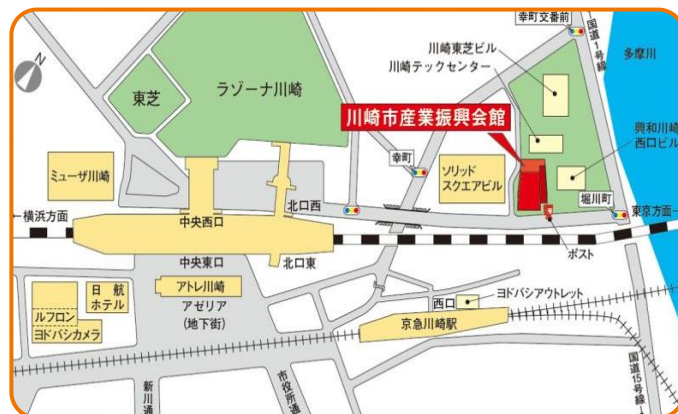 幸町交番前
国道1号線
多摩川
川崎東芝ビル
川崎テックセンター
N
東芝
ラゾーナ川崎
川崎市産業振興会館
興和川崎
西口ビル
ミューザ川崎
幸町
ソリッド
スクエアビル
堀川町
北口西
←横浜方面
東京方面→
中央西口
ポスト
中央東口
北口東
日航
ホテル
アトレ川崎
アゼリア
(地下街)
西口
ヨドバシアウトレット
ルフロン
ヨドバシカメラ
京急川崎駅
新川通
市役所通
国道15号線